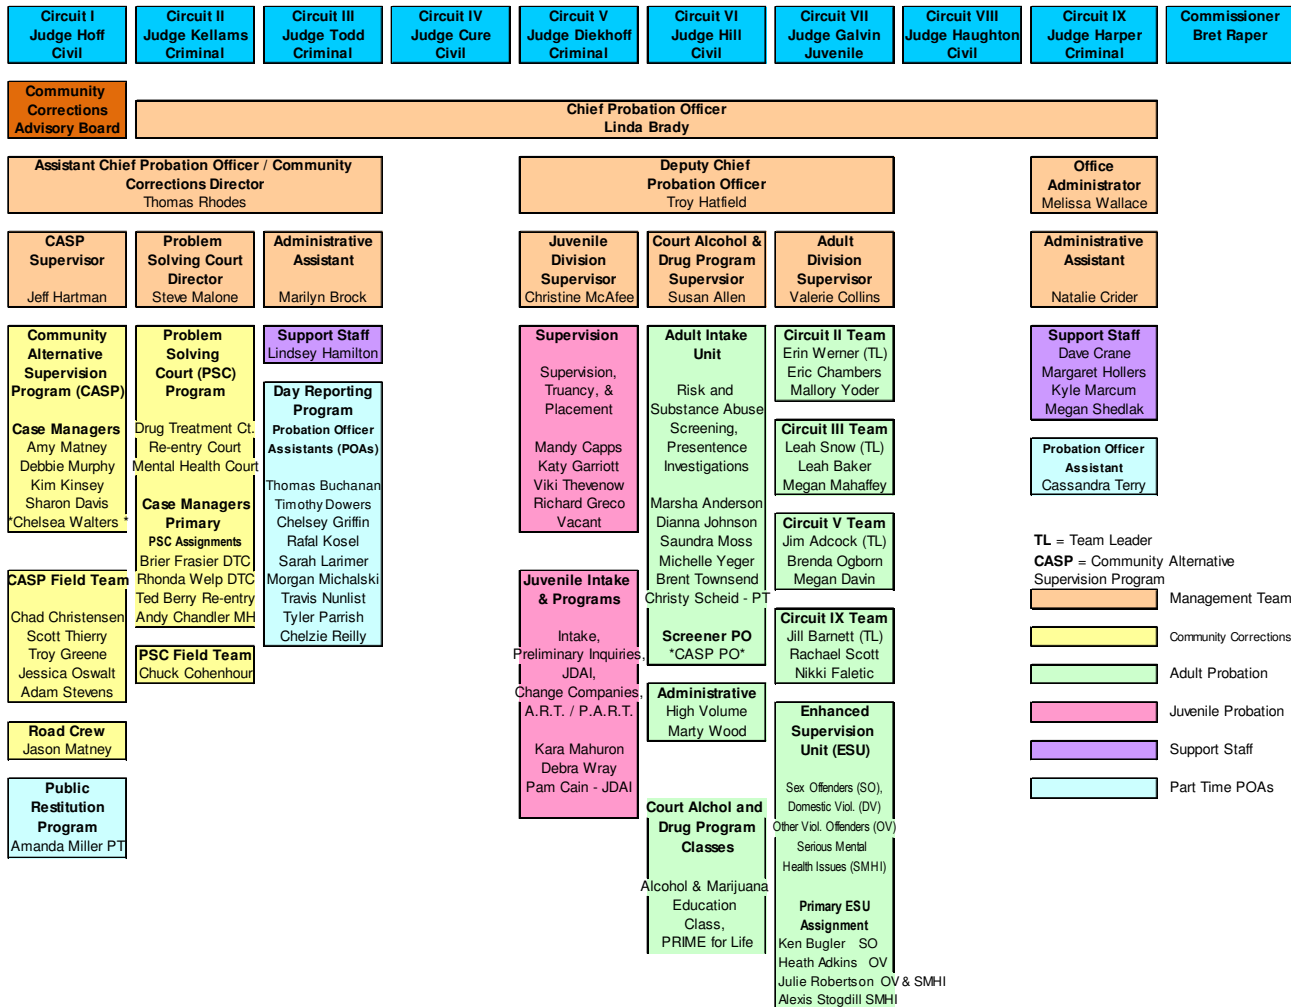 Circuit I
Judge Hoff
Civil
Circuit II
Judge Kellams
Criminal
Circuit III
Judge Todd
Criminal
Circuit IV
Judge Cure
Civil
Circuit V
Judge Diekhoff
Criminal
Circuit VI
Judge Hill
Civil
Circuit VII
Judge Galvin
Juvenile
Circuit VIII
Judge Haughton
Civil
Circuit IX
Judge Harper
Criminal
Commissioner
Bret Raper
Community
Corrections
Advisory Board
Chief Probation Officer
Linda Brady
Assistant Chief Probation Officer / Community
Corrections Director
Thomas Rhodes
Deputy Chief
Probation Officer
Troy Hatfield
Office
Administrator
Melissa Wallace
CASP
Supervisor
Jeff Hartman
Problem
Solving Court
Director
Steve Malone
Administrative
Assistant
Marilyn Brock
Juvenile
Division
Supervisor
Christine McAfee
Court Alcohol &
Drug Program
Supervsior
Susan Allen
Adult
Division
Supervisor
Valerie Collins
Administrative
Assistant
Natalie Crider
Community
Alternative
Supervision
Program (CASP)
Case Managers
Amy Matney
Debbie Murphy
Kim Kinsey
Sharon Davis
*Chelsea Walters *
CASP Field Team
Chad Christensen
Scott Thierry
Troy Greene
Jessica Oswalt
Adam Stevens
Road Crew
Jason Matney
Public
Restitution
Program
Amanda Miller PT
Problem
Solving
Court (PSC)
Program
Drug Treatment Ct.
Re-entry Court
Mental Health Court
Case Managers
Primary
PSC Assignments
Brier Frasier DTC
Rhonda Welp DTC
Ted Berry Re-entry
Andy Chandler MH
PSC Field Team
Chuck Cohenhour
Support Staff
Lindsey Hamilton
Day Reporting
Program
Probation Officer
Assistants (POAs)
Thomas Buchanan
Timothy Dowers
Chelsey Griffin
Rafal Kosel
Sarah Larimer
Morgan Michalski
Travis Nunlist
Tyler Parrish
Chelzie Reilly
Supervision
Supervision,
Truancy, &
Placement
Mandy Capps
Katy Garriott
Viki Thevenow
Richard Greco
Vacant
Juvenile Intake
& Programs
Intake,
Preliminary Inquiries,
JDAI,
Change Companies,
A.R.T. / P.A.R.T.
Kara Mahuron
Debra Wray
Pam Cain - JDAI
Adult Intake
Unit
Risk and
Substance Abuse
Screening,
Presentence
Investigations
Marsha Anderson
Dianna Johnson
Saundra Moss
Michelle Yeger
Brent Townsend
Christy Scheid - PT
Screener PO
*CASP PO*
Administrative
High Volume
Marty Wood
Court Alchol and
Drug Program
Classes
Alcohol & Marijuana
Education
Class,
PRIME for Life
Circuit II Team
Erin Werner (TL)
Eric Chambers
Mallory Yoder
Circuit III Team
Leah Snow (TL)
Leah Baker
Megan Mahaffey
Circuit V Team
Jim Adcock (TL)
Brenda Ogborn
Megan Davin
Circuit IX Team
Jill Barnett (TL)
Rachael Scott
Nikki Faletic
Enhanced
Supervision
Unit (ESU)
Sex Offenders (SO),
Domestic Viol. (DV)
Other Viol. Offenders (OV)
Serious Mental
Health Issues (SMHI)
Primary ESU
Assignment
Ken Bugler SO
Heath Adkins OV
Julie Robertson OV & SMHI
Alexis Stogdill SMHI
Support Staff
Dave Crane
Margaret Hollers
Kyle Marcum
Megan Shedlak
Probation Officer
Assistant
Cassandra Terry
TL = Team Leader
CASP = Community Alternative
Supervision Program
Management Team
Community Corrections
Adult Probation
Juvenile Probation
Support Staff
Part Time POAs